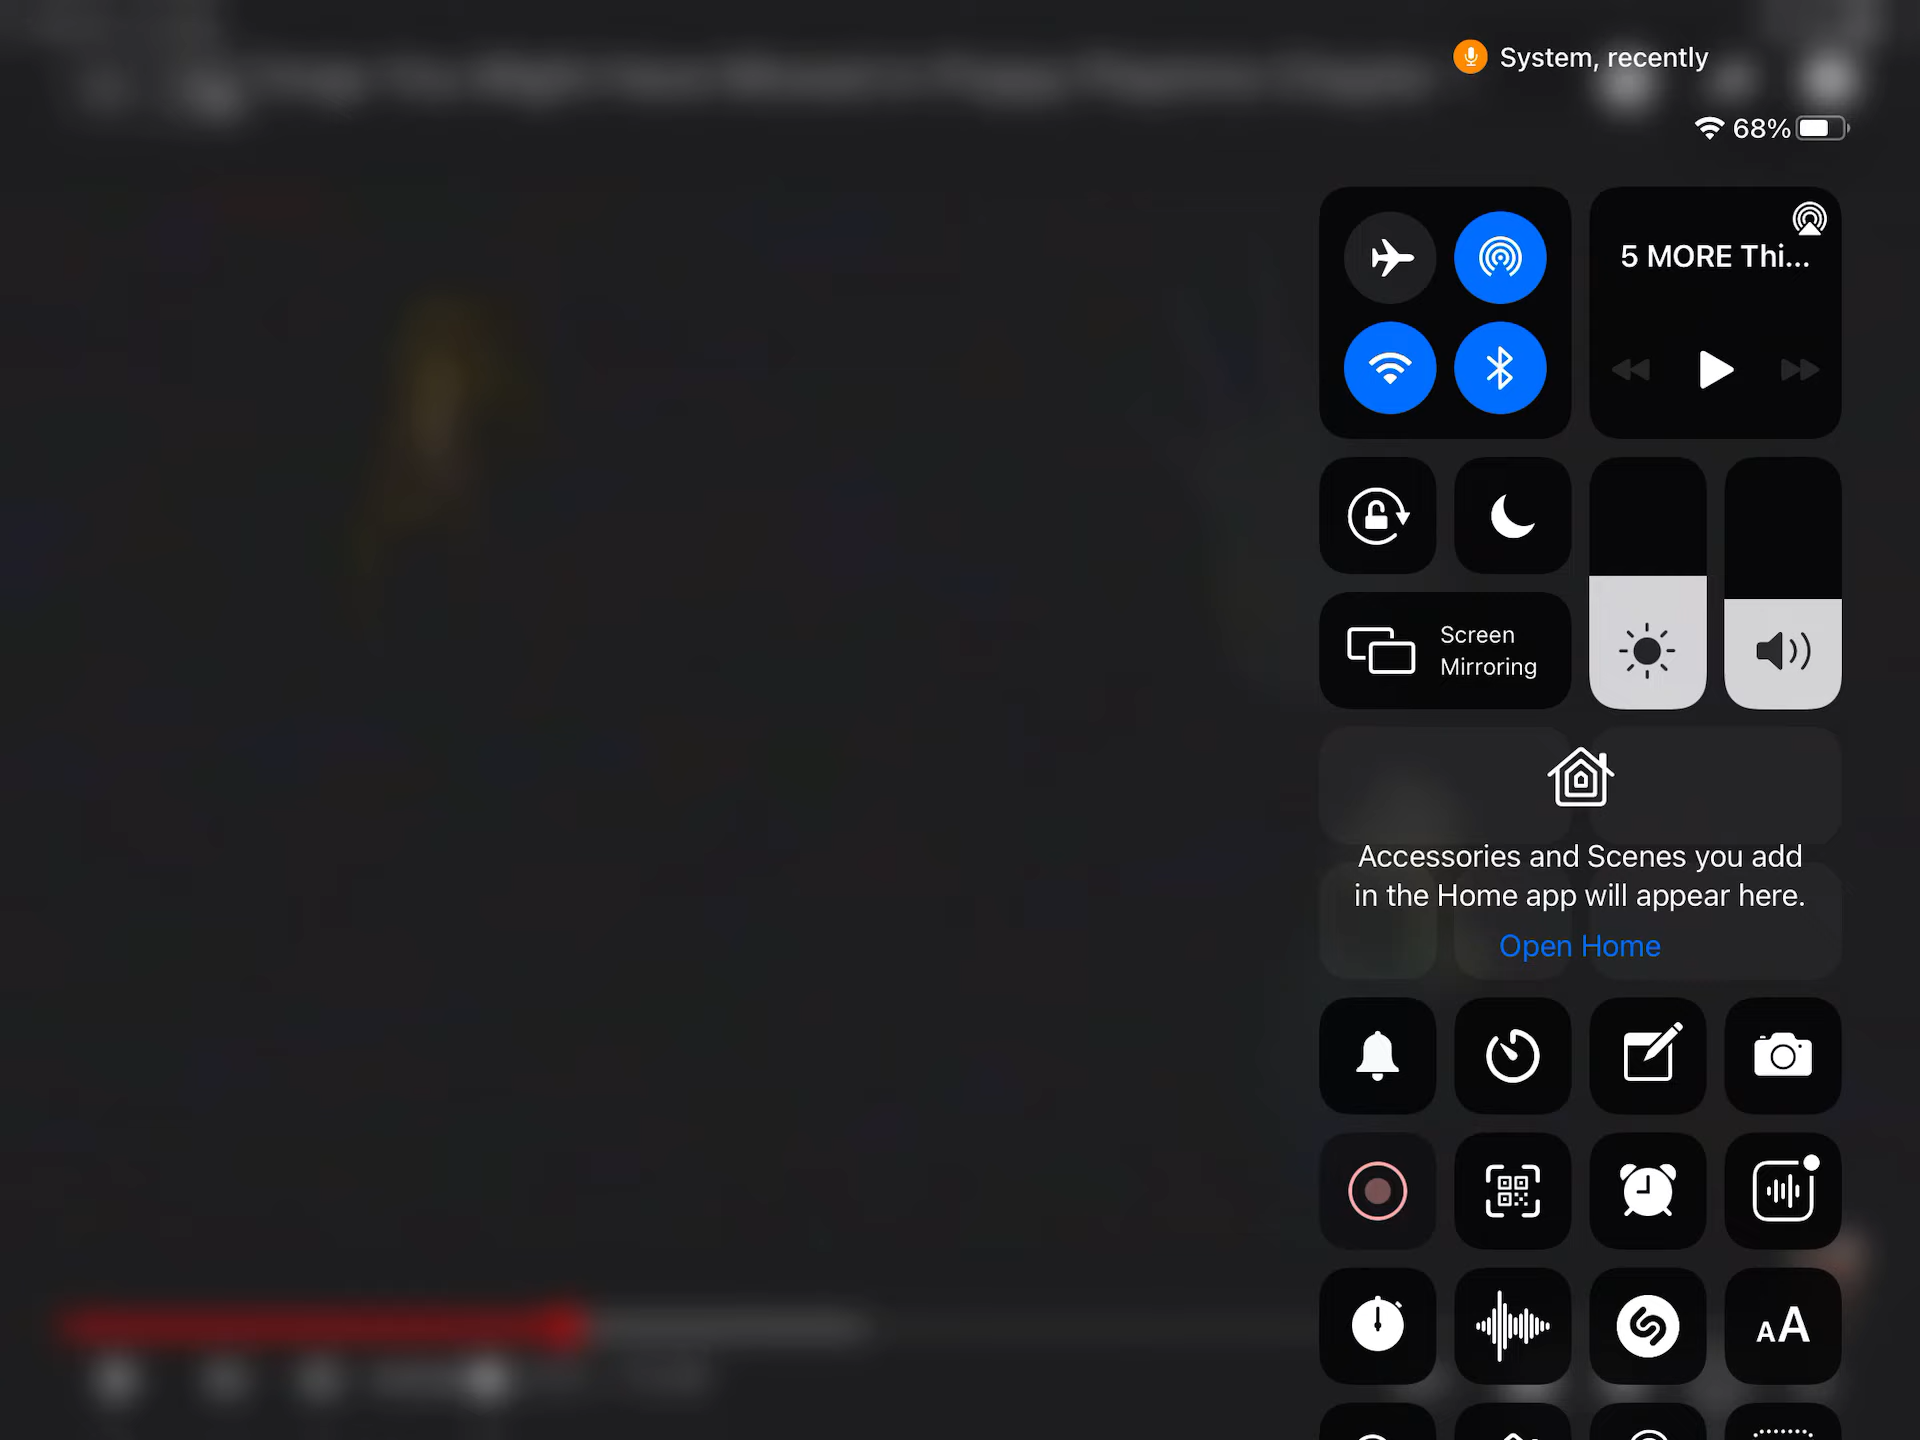 System, recently
68%
5 MORE Thi...
Screen
Mirroring
Accessories and Scenes you add
in the Home app will appear here.
Open Home
AA